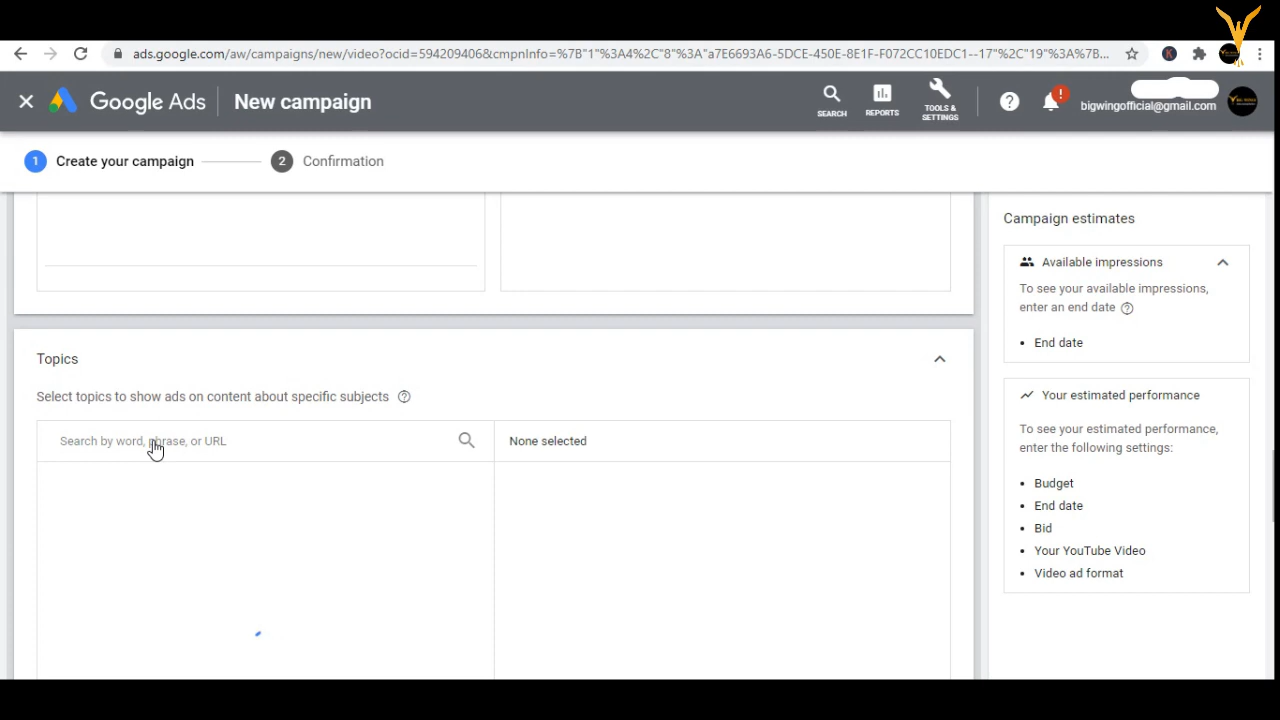 ads.google.com/aw/campaigns/new/video?ocid=594209406&cmpnInfo=%7B"1"%3A4%2C"8"%3A"a7E6693A6-5DCE-450E-8E1F-F072CC10EDC1--17"%2C"19"%3A%7B...
K
Google Ads
New campaign
SEARCH
REPORTS
TOOLS &
SETTINGS
bigwingofficial@gmail.com
1 Create your campaign
2 Confirmation
Topics
Select topics to show ads on content about specific subjects
Search by word, phrase, or URL
None selected
Campaign estimates
Available impressions
To see your available impressions,
enter an end date
• End date
Your estimated performance
To see your estimated performance,
enter the following settings:
• Budget
• End date
• Bid
• Your YouTube Video
• Video ad format